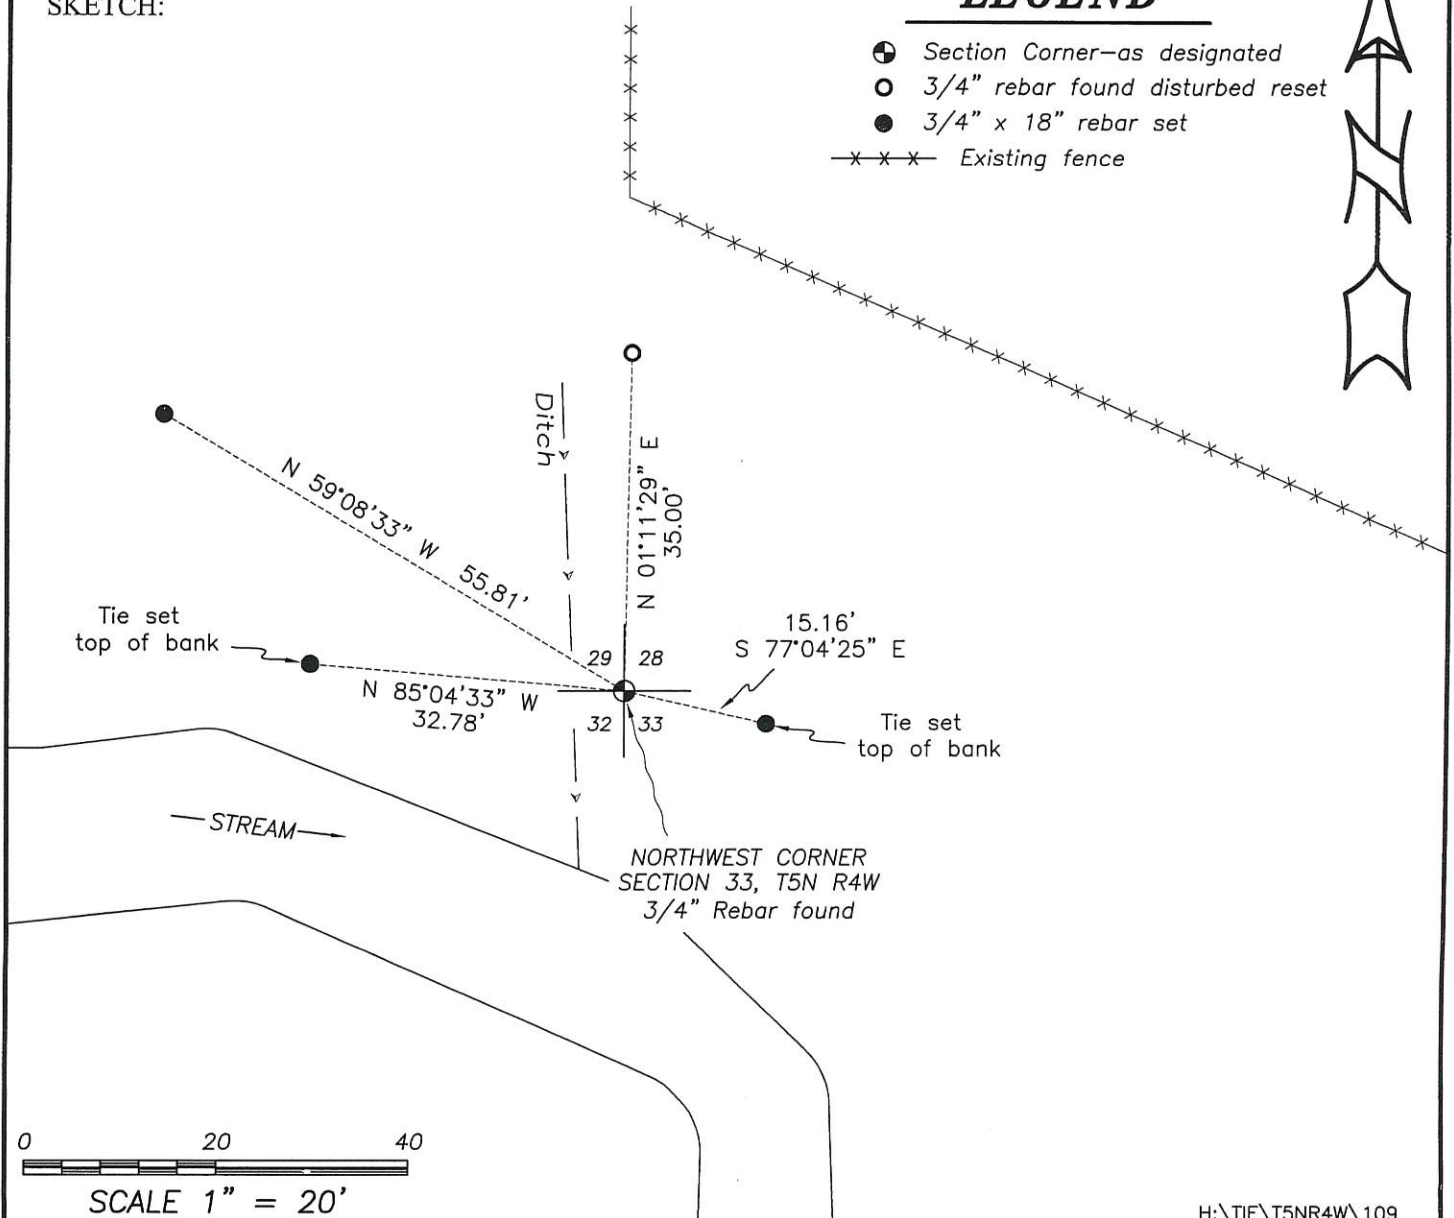 SKETCH:
LEGEND
Section Corner-as designated
3/4" rebar found disturbed reset
3/4" x 18" rebar set
Existing fence
N
Ditch
N 01°11'29" E
35.00'
N 59°08'33" W 55.81'
Tie set
top of bank
N 85°04'33" W
32.78'
29 28
32 33
15.16'
S 77°04'25" E
Tie set
top of bank
STREAM
NORTHWEST CORNER
SECTION 33, T5N R4W
3/4" Rebar found
0 20 40
SCALE 1" = 20'
H:\TIE\T5NR4W\109